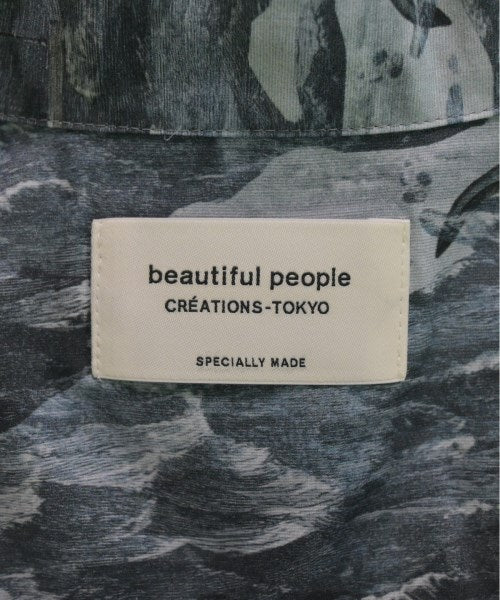 beautiful people
CRÉATIONS-TOKYO
SPECIALLY MADE